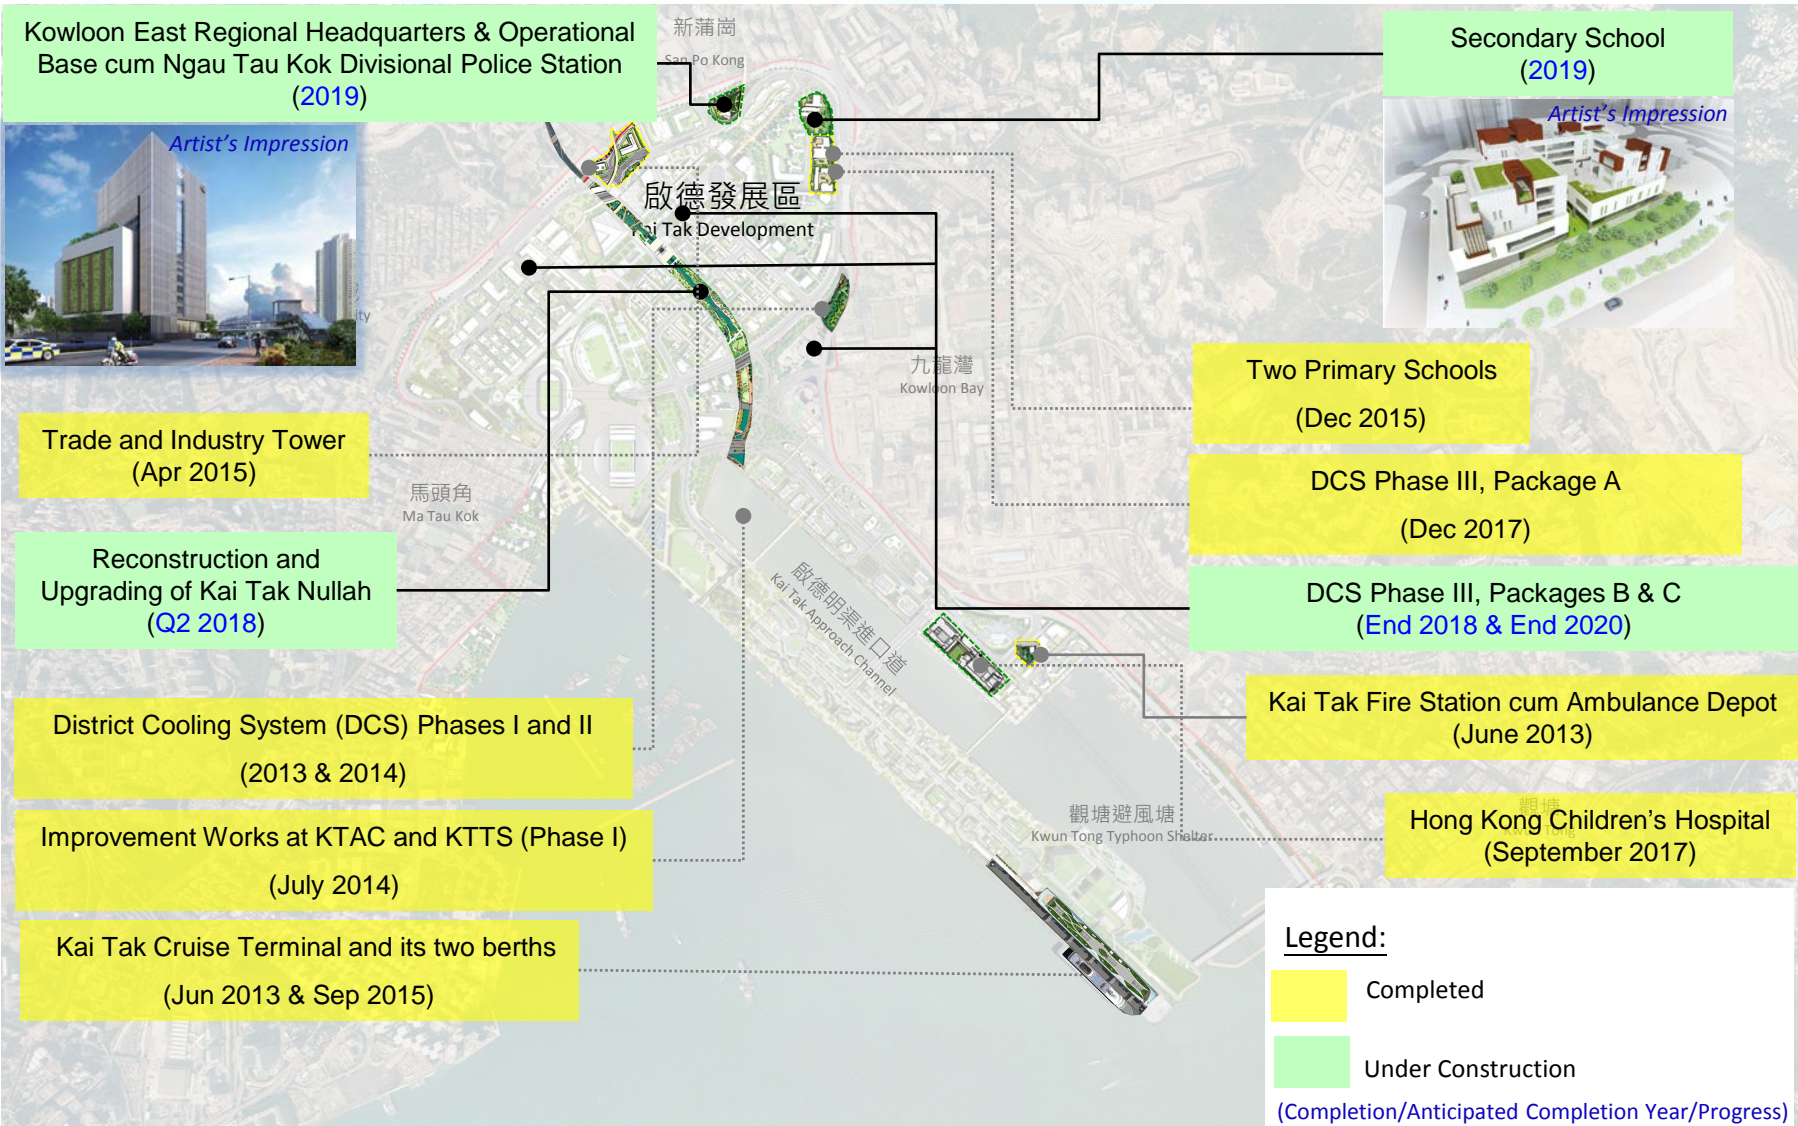 Kowloon East Regional Headquarters & Operational
Base cum Ngau Tau Kok Divisional Police Station
(2019)
Artist's Impression
新蒲崗
San Po Kong
Secondary School
(2019)
Artist's Impression
啟德發展區
Kai Tak Development
九龍灣
Kowloon Bay
Two Primary Schools
(Dec 2015)
Trade and Industry Tower
(Apr 2015)
馬頭角
Ma Tau Kok
DCS Phase III, Package A
(Dec 2017)
Reconstruction and
Upgrading of Kai Tak Nullah
(Q2 2018)
啟德明渠進口道
Kai Tak Approach Channel
DCS Phase III, Packages B & C
(End 2018 & End 2020)
District Cooling System (DCS) Phases I and II
(2013 & 2014)
Kai Tak Fire Station cum Ambulance Depot
(June 2013)
Improvement Works at KTAC and KTTS (Phase I)
(July 2014)
觀塘避風塘
Kwun Tong Typhoon Shelter
觀塘
Kwun Tong
Hong Kong Children's Hospital
(September 2017)
Kai Tak Cruise Terminal and its two berths
(Jun 2013 & Sep 2015)
Legend:
Completed
Under Construction
(Completion/Anticipated Completion Year/Progress)